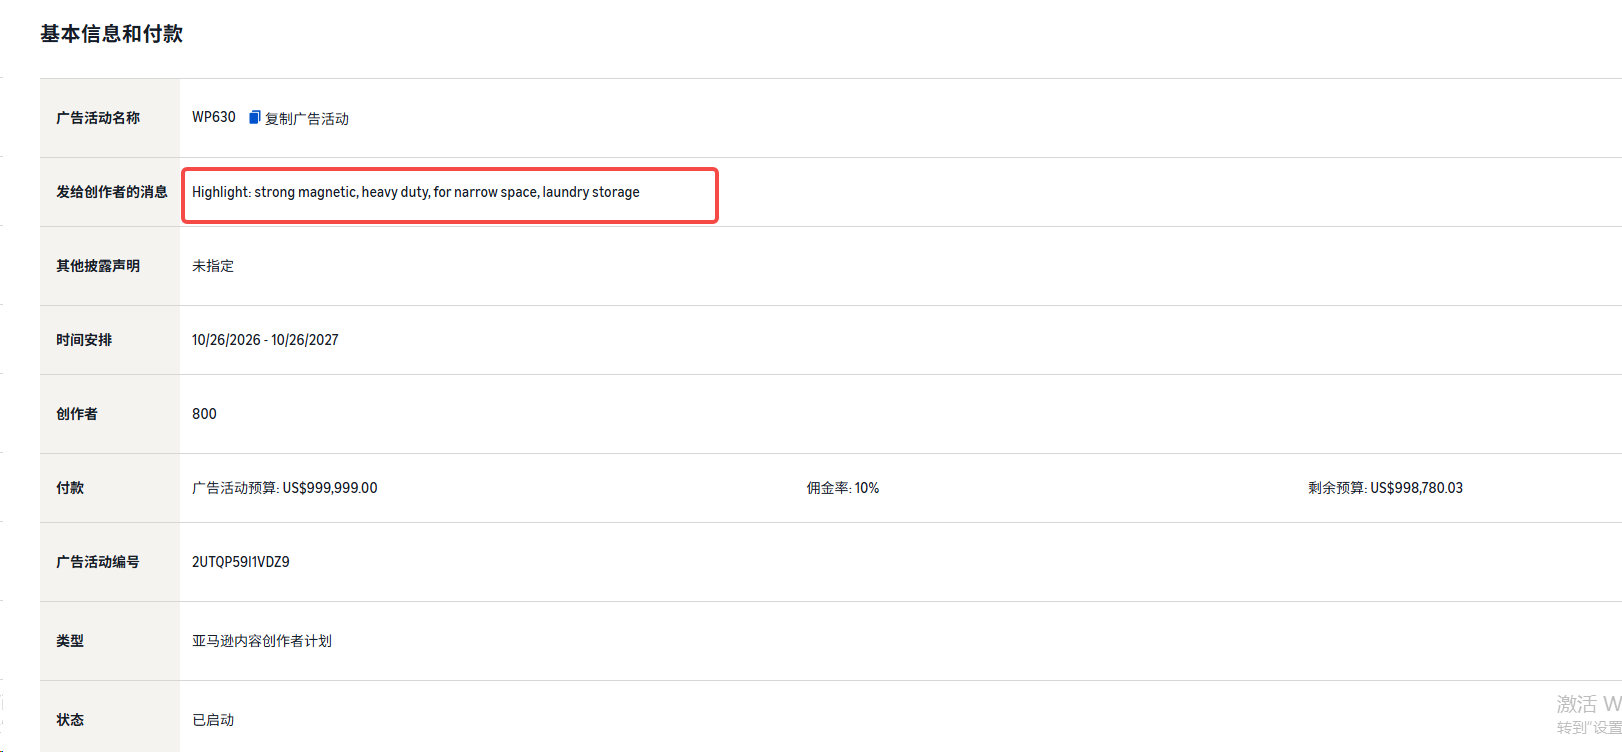 基本信息和付款
广告活动名称 WP630 复制广告活动
发给创作者的消息 Highlight: strong magnetic, heavy duty, for narrow space, laundry storage
其他披露声明 未指定
时间安排 10/26/2026 - 10/26/2027
创作者 800
付款 广告活动预算: US$999,999.00 佣金率: 10% 剩余预算: US$998,780.03
广告活动编号 2UTQP59I1VDZ9
类型 亚马逊内容创作者计划
状态 已启动
激活 W
转到“设置